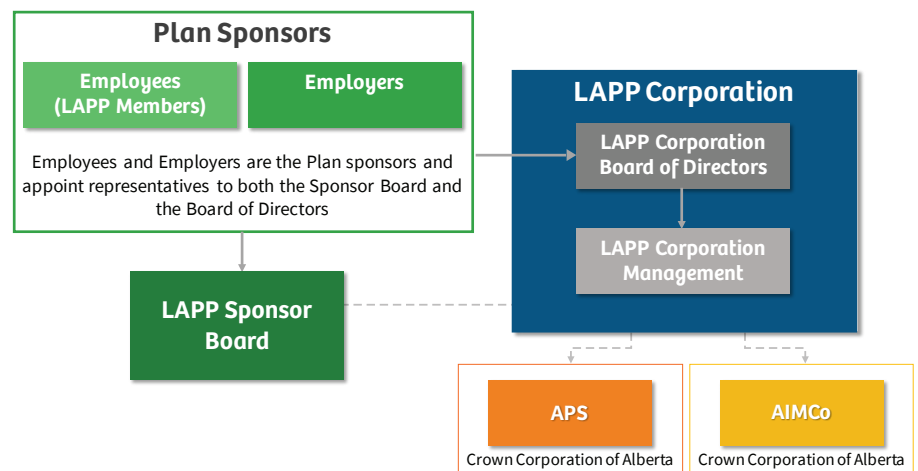 Plan Sponsors
Employees
(LAPP Members)
Employers
Employees and Employers are the Plan sponsors and
appoint representatives to both the Sponsor Board and
the Board of Directors
LAPP Sponsor
Board
LAPP Corporation
LAPP Corporation
Board of Directors
LAPP Corporation
Management
APS
Crown Corporation of Alberta
AIMCo
Crown Corporation of Alberta